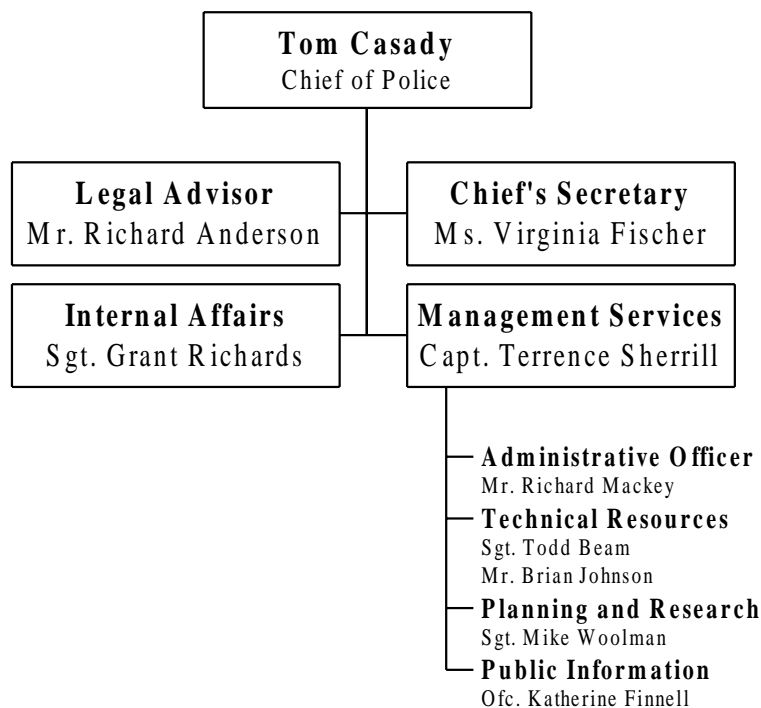 Tom Casady
Chief of Police
Legal Advisor
Mr. Richard Anderson
Chief's Secretary
Ms. Virginia Fischer
Internal Affairs
Sgt. Grant Richards
Management Services
Capt. Terrence Sherrill
Administrative Officer
Mr. Richard Mackey
Technical Resources
Sgt. Todd Beam
Mr. Brian Johnson
Planning and Research
Sgt. Mike Woolman
Public Information
Ofc. Katherine Finnell